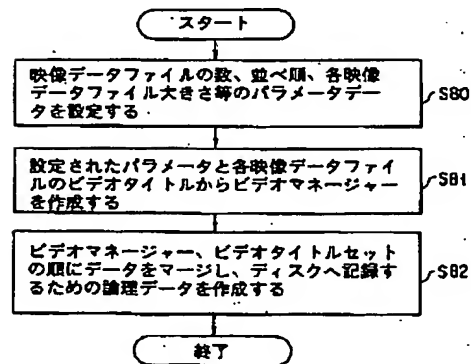 スタート
映像データファイルの数、並べ順、各映像
データファイル大きさ等のパラメータデー
タを設定する
S80
設定されたパラメータと各映像データファイ
ルのビデオタイトルからビデオマネージャー
を作成する
S81
ビデオマネージャー、ビデオタイトルセット
の順にデータをマージし、ディスクへ記録す
るための論理データを作成する
S82
終了